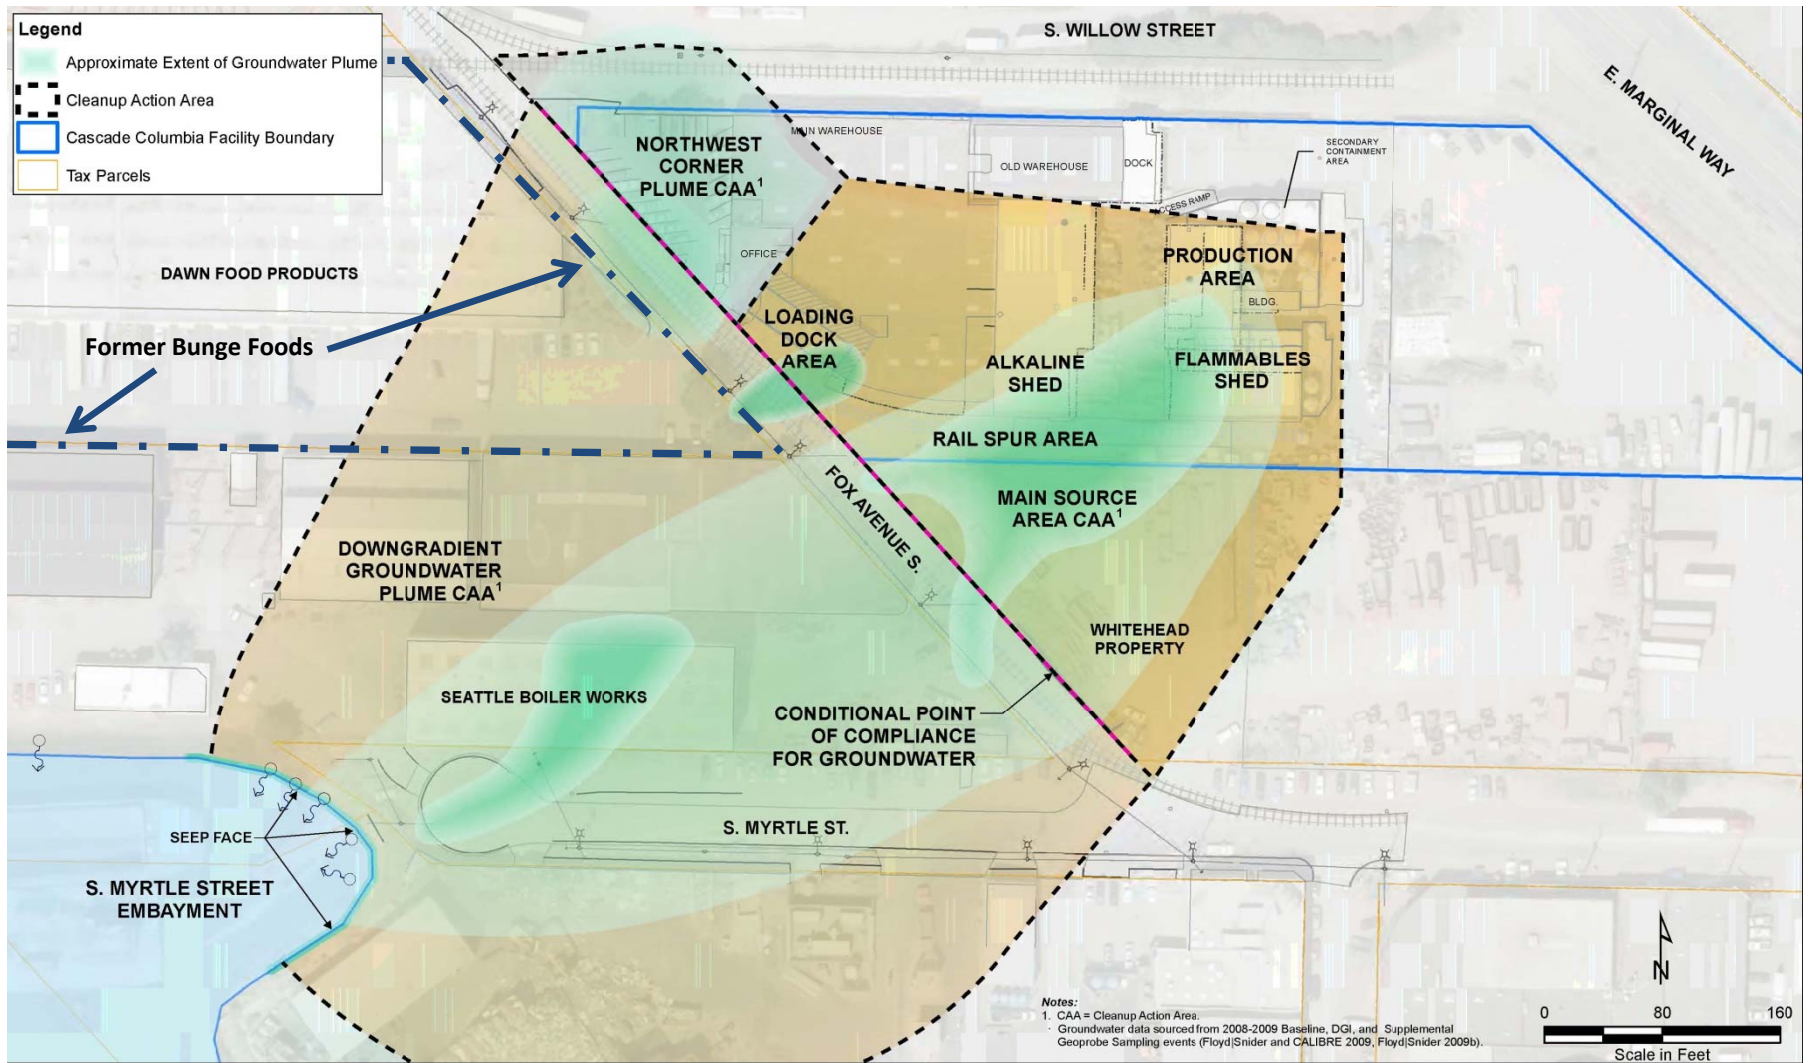 Legend
Approximate Extent of Groundwater Plume
Cleanup Action Area
Cascade Columbia Facility Boundary
Tax Parcels
S. WILLOW STREET
E. MARGINAL WAY
NORTHWEST
CORNER
PLUME CAA¹
MAIN WAREHOUSE
OLD WAREHOUSE
DOCK
SECONDARY
CONTAINMENT
AREA
ACCESS RAMP
OFFICE
PRODUCTION
AREA
BLDG.
DAWN FOOD PRODUCTS
Former Bunge Foods
LOADING
DOCK
AREA
ALKALINE
SHED
FLAMMABLES
SHED
RAIL SPUR AREA
FOX AVENUE S.
MAIN SOURCE
AREA CAA¹
DOWNGRADIENT
GROUNDWATER
PLUME CAA¹
WHITEHEAD
PROPERTY
SEATTLE BOILER WORKS
CONDITIONAL POINT
OF COMPLIANCE
FOR GROUNDWATER
S. MYRTLE ST.
SEEP FACE
S. MYRTLE STREET
EMBAYMENT
N
Notes:
1. CAA = Cleanup Action Area.
· Groundwater data sourced from 2008-2009 Baseline, DGI, and Supplemental
Geoprobe Sampling events (Floyd|Snider and CALIBRE 2009, Floyd|Snider 2009b).
0 80 160
Scale in Feet